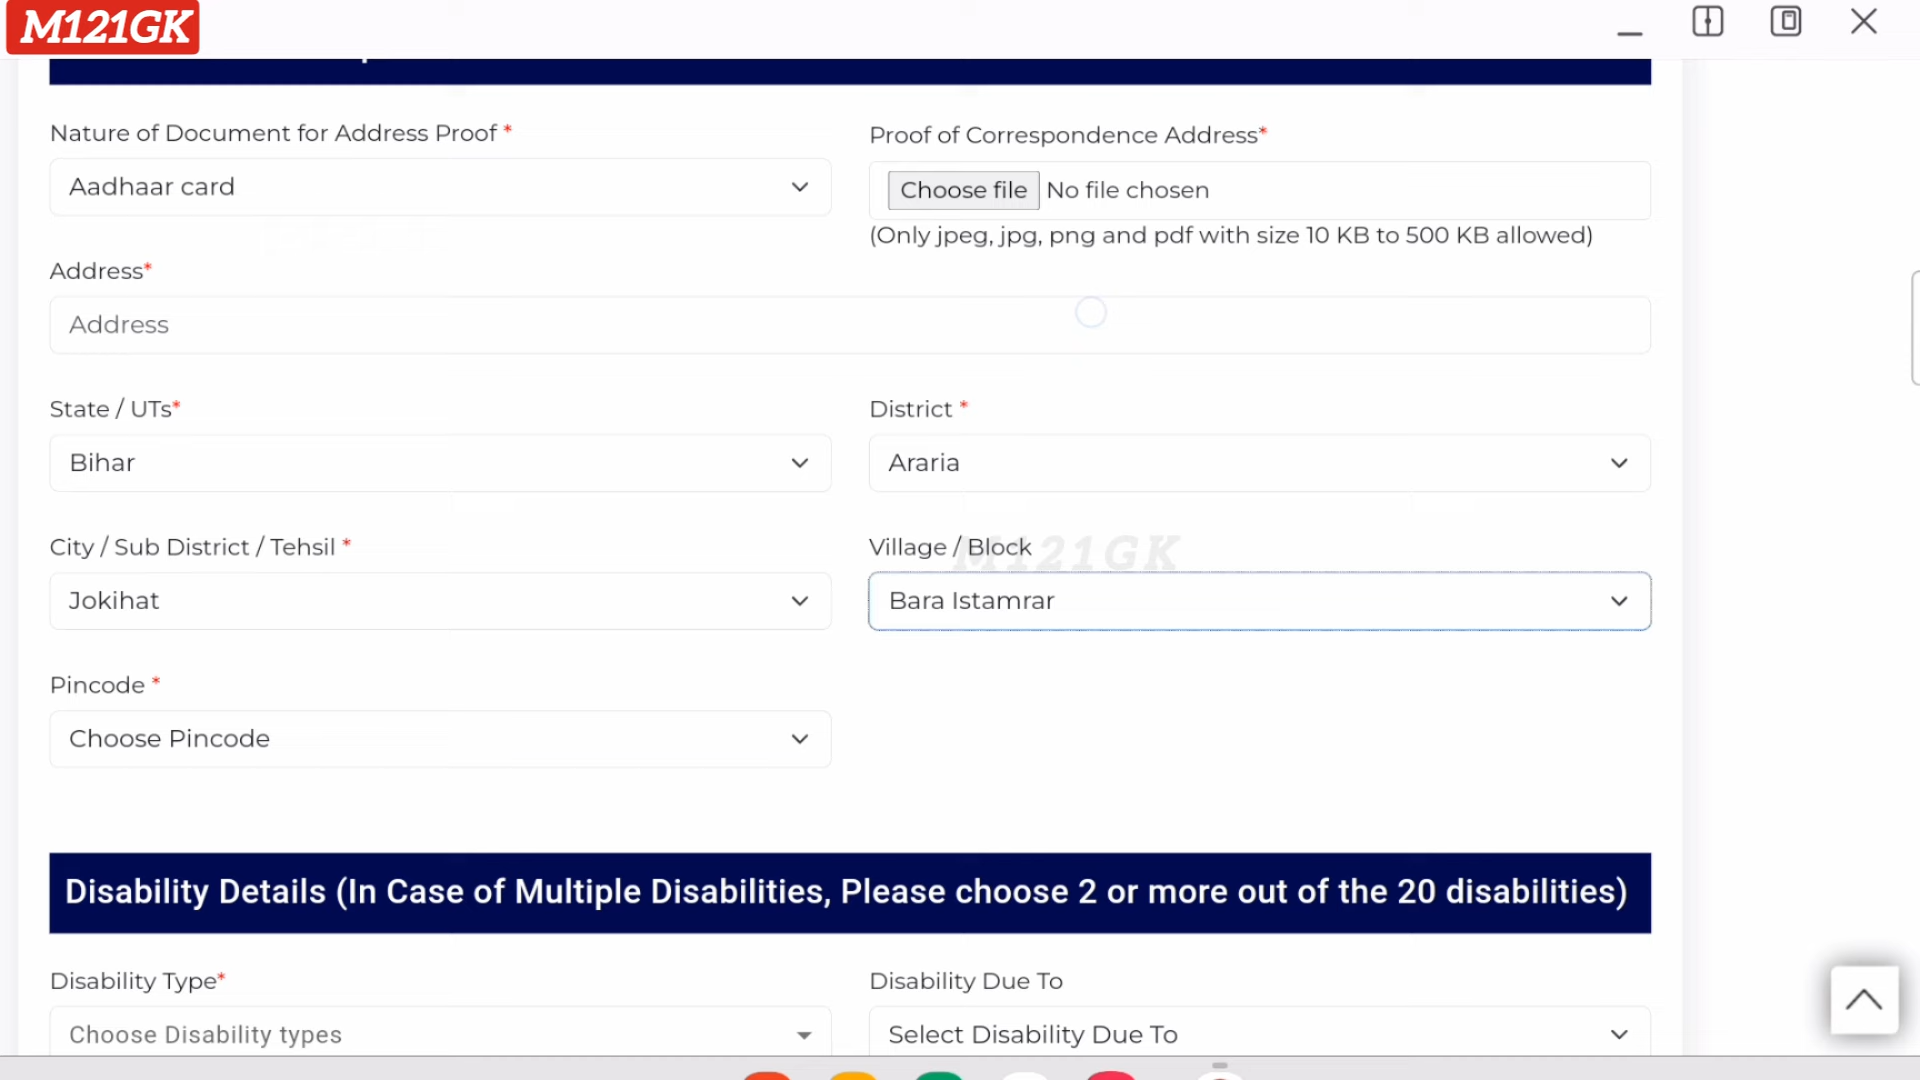 M121GK
Nature of Document for Address Proof *
Proof of Correspondence Address*
Aadhaar card
Choose file No file chosen
(Only jpeg, jpg, png and pdf with size 10 KB to 500 KB allowed)
Address*
Address
State / UTs*
District *
Bihar
Araria
City / Sub District / Tehsil *
Village / Block
M121GK
Jokihat
Bara Istamrar
Pincode *
Choose Pincode
Disability Details (In Case of Multiple Disabilities, Please choose 2 or more out of the 20 disabilities)
Disability Type*
Disability Due To
Choose Disability types
Select Disability Due To